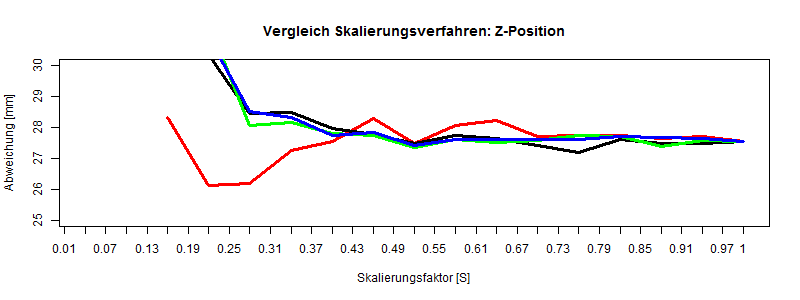 Vergleich Skalierungsverfahren: Z-Position
Abweichung [mm]
30
29
28
27
26
25
0.01 0.07 0.13 0.19 0.25 0.31 0.37 0.43 0.49 0.55 0.61 0.67 0.73 0.79 0.85 0.91 0.97 1
Skalierungsfaktor [S]